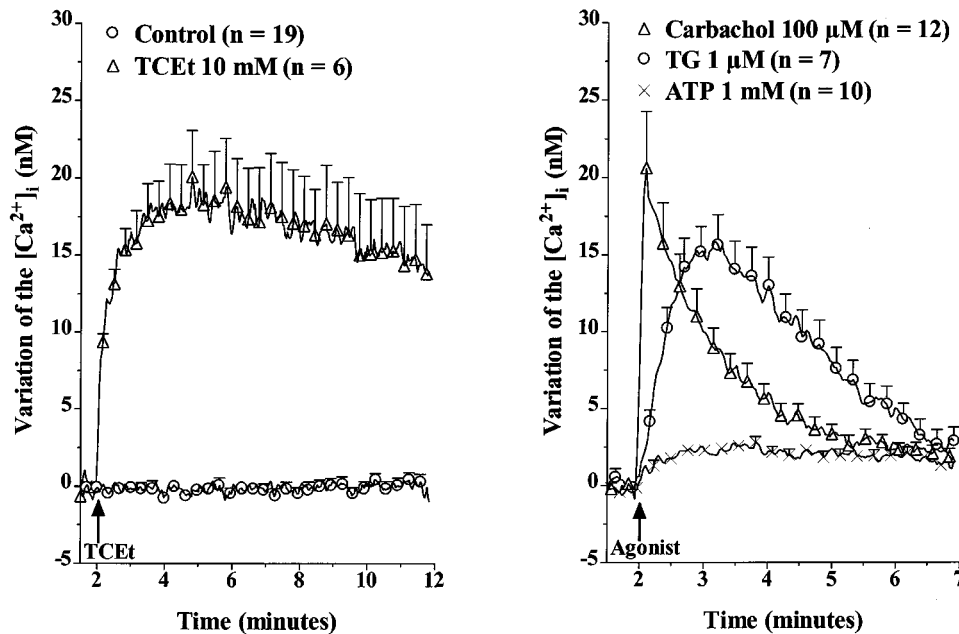 Variation of the [Ca²⁺]ᵢ (nM)
30
25
20
15
10
5
0
-5
○ Control (n = 19)
△ TCEt 10 mM (n = 6)
TCEt
2 4 6 8 10 12
Time (minutes)
Variation of the [Ca²⁺]ᵢ (nM)
30
25
20
15
10
5
0
-5
△ Carbachol 100 µM (n = 12)
○ TG 1 µM (n = 7)
× ATP 1 mM (n = 10)
Agonist
2 3 4 5 6 7
Time (minutes)